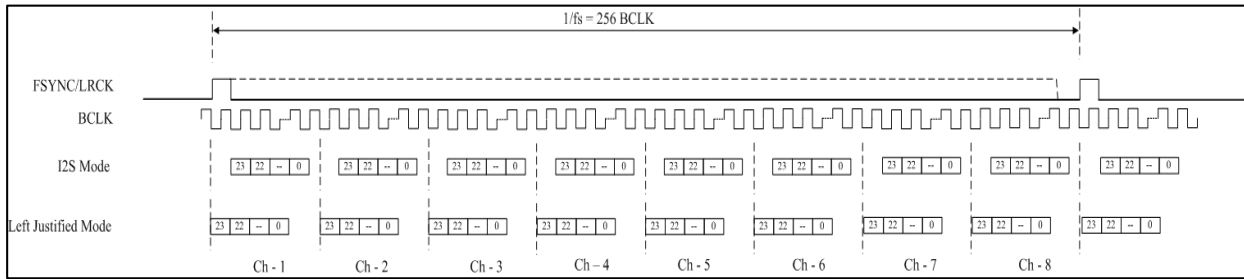 1/fs = 256 BCLK
FSYNC/LRCK
BCLK
I2S Mode 23 22 -- 0 23 22 -- 0 23 22 -- 0 23 22 -- 0 23 22 -- 0 23 22 -- 0 23 22 -- 0 23 22 -- 0 23 22 -- 0
Left Justified Mode 23 22 -- 0 23 22 -- 0 23 22 -- 0 23 22 -- 0 23 22 -- 0 23 22 -- 0 23 22 -- 0 23 22 -- 0 23 22 -- 0
Ch - 1 Ch - 2 Ch - 3 Ch – 4 Ch - 5 Ch - 6 Ch - 7 Ch - 8